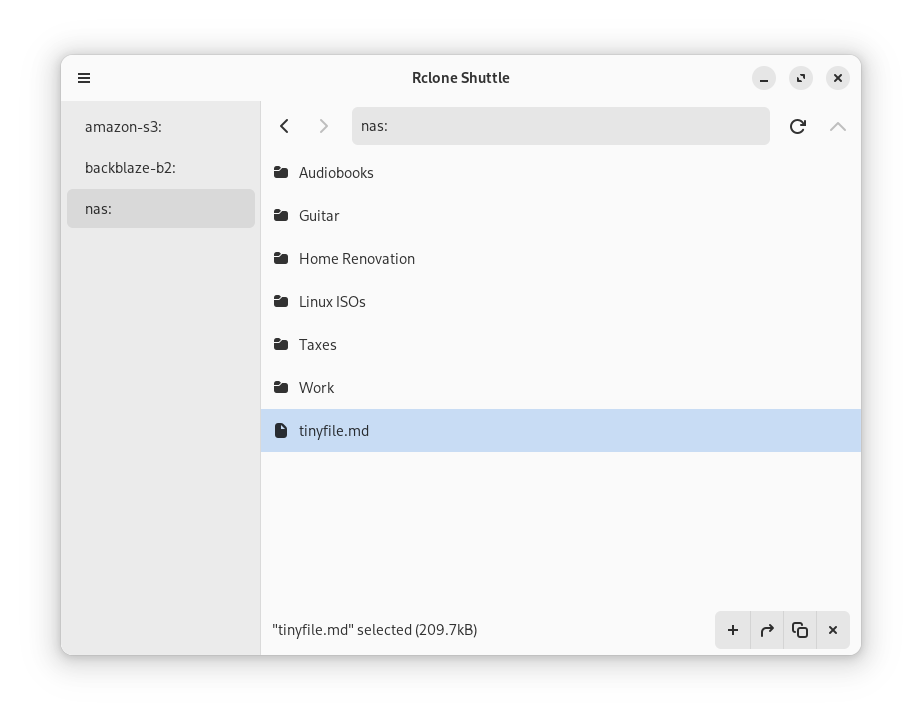 Rclone Shuttle
amazon-s3:
backblaze-b2:
nas:
nas:
Audiobooks
Guitar
Home Renovation
Linux ISOs
Taxes
Work
tinyfile.md
"tinyfile.md" selected (209.7kB)